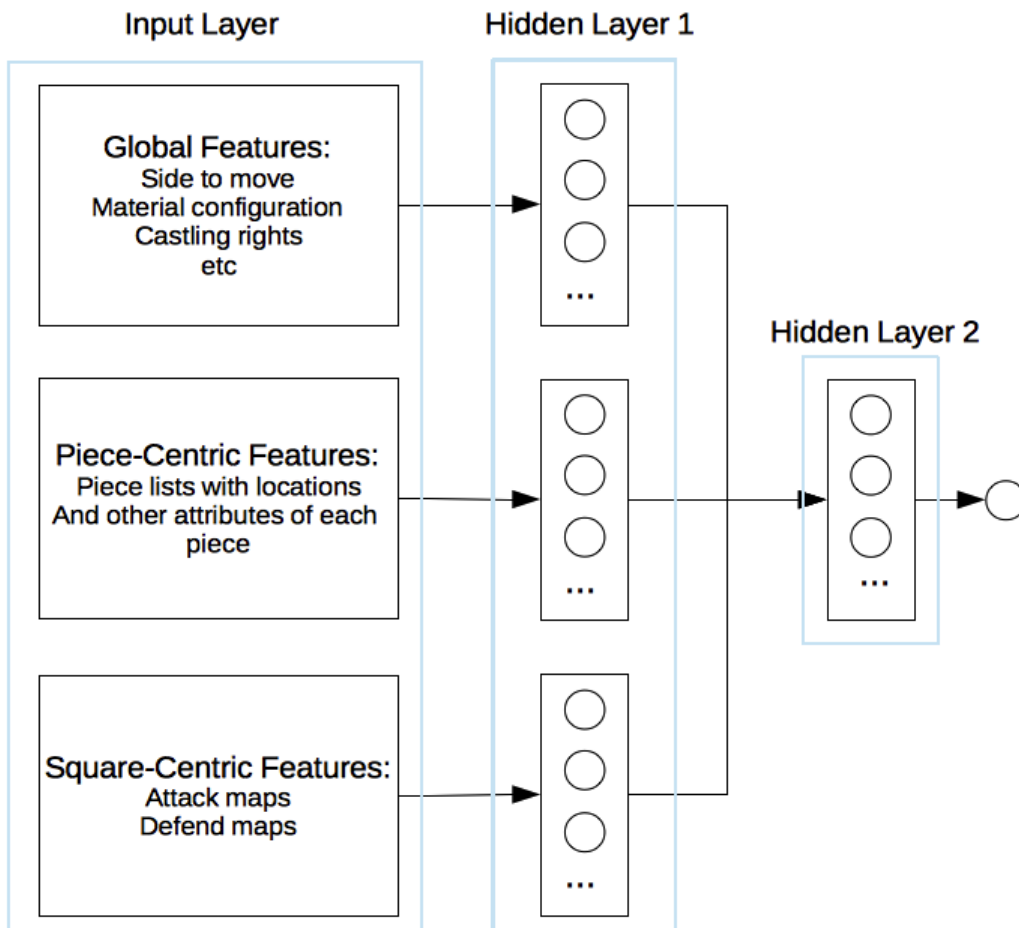 Input Layer
Hidden Layer 1
Global Features:
Side to move
Material configuration
Castling rights
etc
...
Hidden Layer 2
Piece-Centric Features:
Piece lists with locations
And other attributes of each
piece
...
...
Square-Centric Features:
Attack maps
Defend maps
...